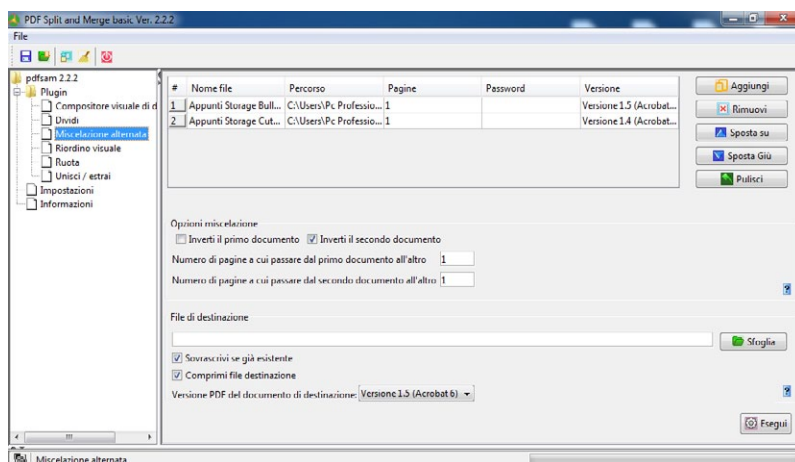 PDF Split and Merge basic Ver. 2.2.2
File
pdfsam 2.2.2
Plugin
Compositore visuale di d
Dividi
Miscelazione alternata
Riordino visuale
Ruota
Unisci / estrai
Impostazioni
Informazioni
# Nome file Percorso Pagine Password Versione
1 Appunti Storage Bull... C:\Users\Pc Professio... 1 Versione 1.5 (Acrobat...
2 Appunti Storage Cut... C:\Users\Pc Professio... 1 Versione 1.4 (Acrobat...
Aggiungi
Rimuovi
Sposta su
Sposta Giù
Pulisci
Opzioni miscelazione
Inverti il primo documento Inverti il secondo documento
Numero di pagine a cui passare dal primo documento all'altro 1
Numero di pagine a cui passare dal secondo documento all'altro 1
File di destinazione
Sfoglia
Sovrascrivi se già esistente
Comprimi file destinazione
Versione PDF del documento di destinazione: Versione 1.5 (Acrobat 6)
Esegui
Miscelazione alternata